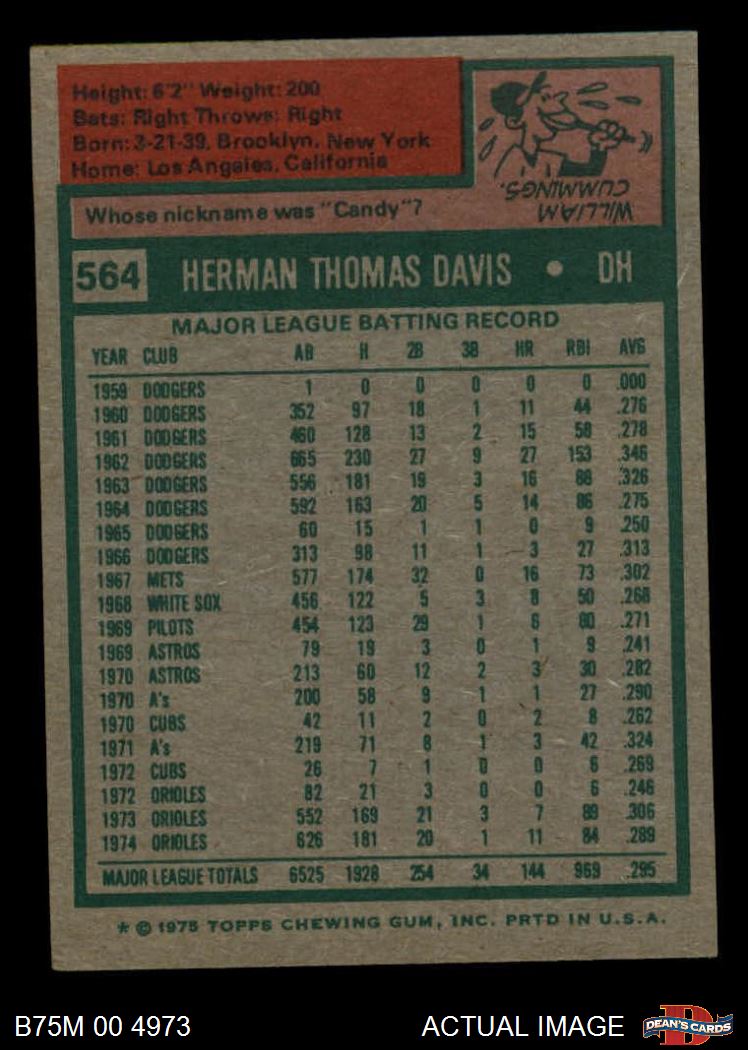 Height: 6'2" Weight: 200
Bats: Right Throws: Right
Born: 3-21-39, Brooklyn, New York
Home: Los Angeles, California
Whose nickname was "Candy"?
WILLIAM
CUMMINGS.
564 HERMAN THOMAS DAVIS • DH
MAJOR LEAGUE BATTING RECORD
YEAR CLUB AB H 2B 3B HR RBI AVG
1959 DODGERS 1 0 0 0 0 0 .000
1960 DODGERS 352 97 18 1 11 44 .276
1961 DODGERS 460 128 13 2 15 58 .278
1962 DODGERS 665 230 27 9 27 153 .346
1963 DODGERS 556 181 19 3 16 88 .326
1964 DODGERS 592 163 20 5 14 86 .275
1965 DODGERS 60 15 1 1 0 9 .250
1966 DODGERS 313 98 11 1 3 27 .313
1967 METS 577 174 32 0 16 73 .302
1968 WHITE SOX 456 122 5 3 8 50 .268
1969 PILOTS 454 123 29 1 6 80 .271
1969 ASTROS 79 19 3 0 1 9 .241
1970 ASTROS 213 60 12 2 3 30 .282
1970 A's 200 58 9 1 1 27 .290
1970 CUBS 42 11 2 0 2 8 .262
1971 A's 219 71 8 1 3 42 .324
1972 CUBS 26 7 1 0 0 6 .269
1972 ORIOLES 82 21 3 0 0 6 .246
1973 ORIOLES 552 169 21 3 7 89 .306
1974 ORIOLES 626 181 20 1 11 84 .289
MAJOR LEAGUE TOTALS 6525 1928 254 34 144 969 .295
* © 1975 TOPPS CHEWING GUM, INC. PRTD IN U.S.A.
B75M 00 4973 ACTUAL IMAGE DEAN'S CARDS